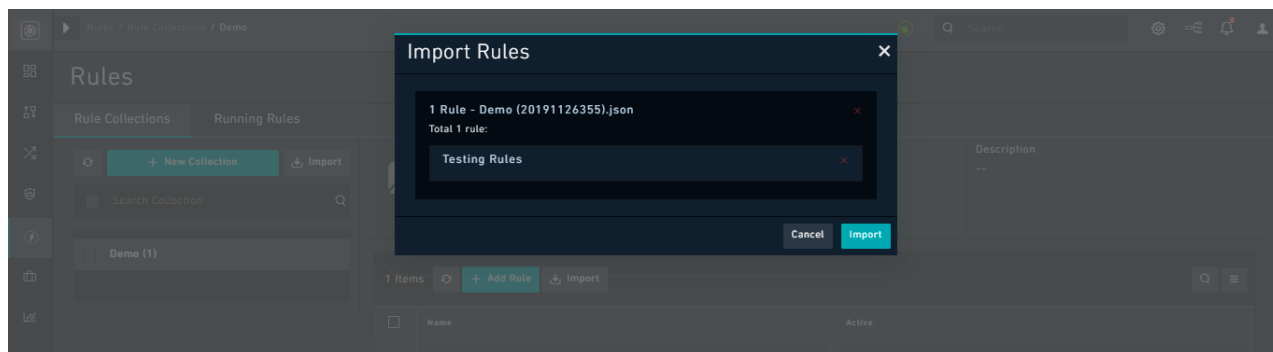 Rules / Rule Collections / Demo
Search
Rules
Rule Collections
Running Rules
+ New Collection
Import
Search Collection
Demo (1)
Import Rules
1 Rule - Demo (20191126355).json
Total 1 rule:
Testing Rules
Cancel
Import
Description
--
1 Items
+ Add Rule
Import
Name
Active